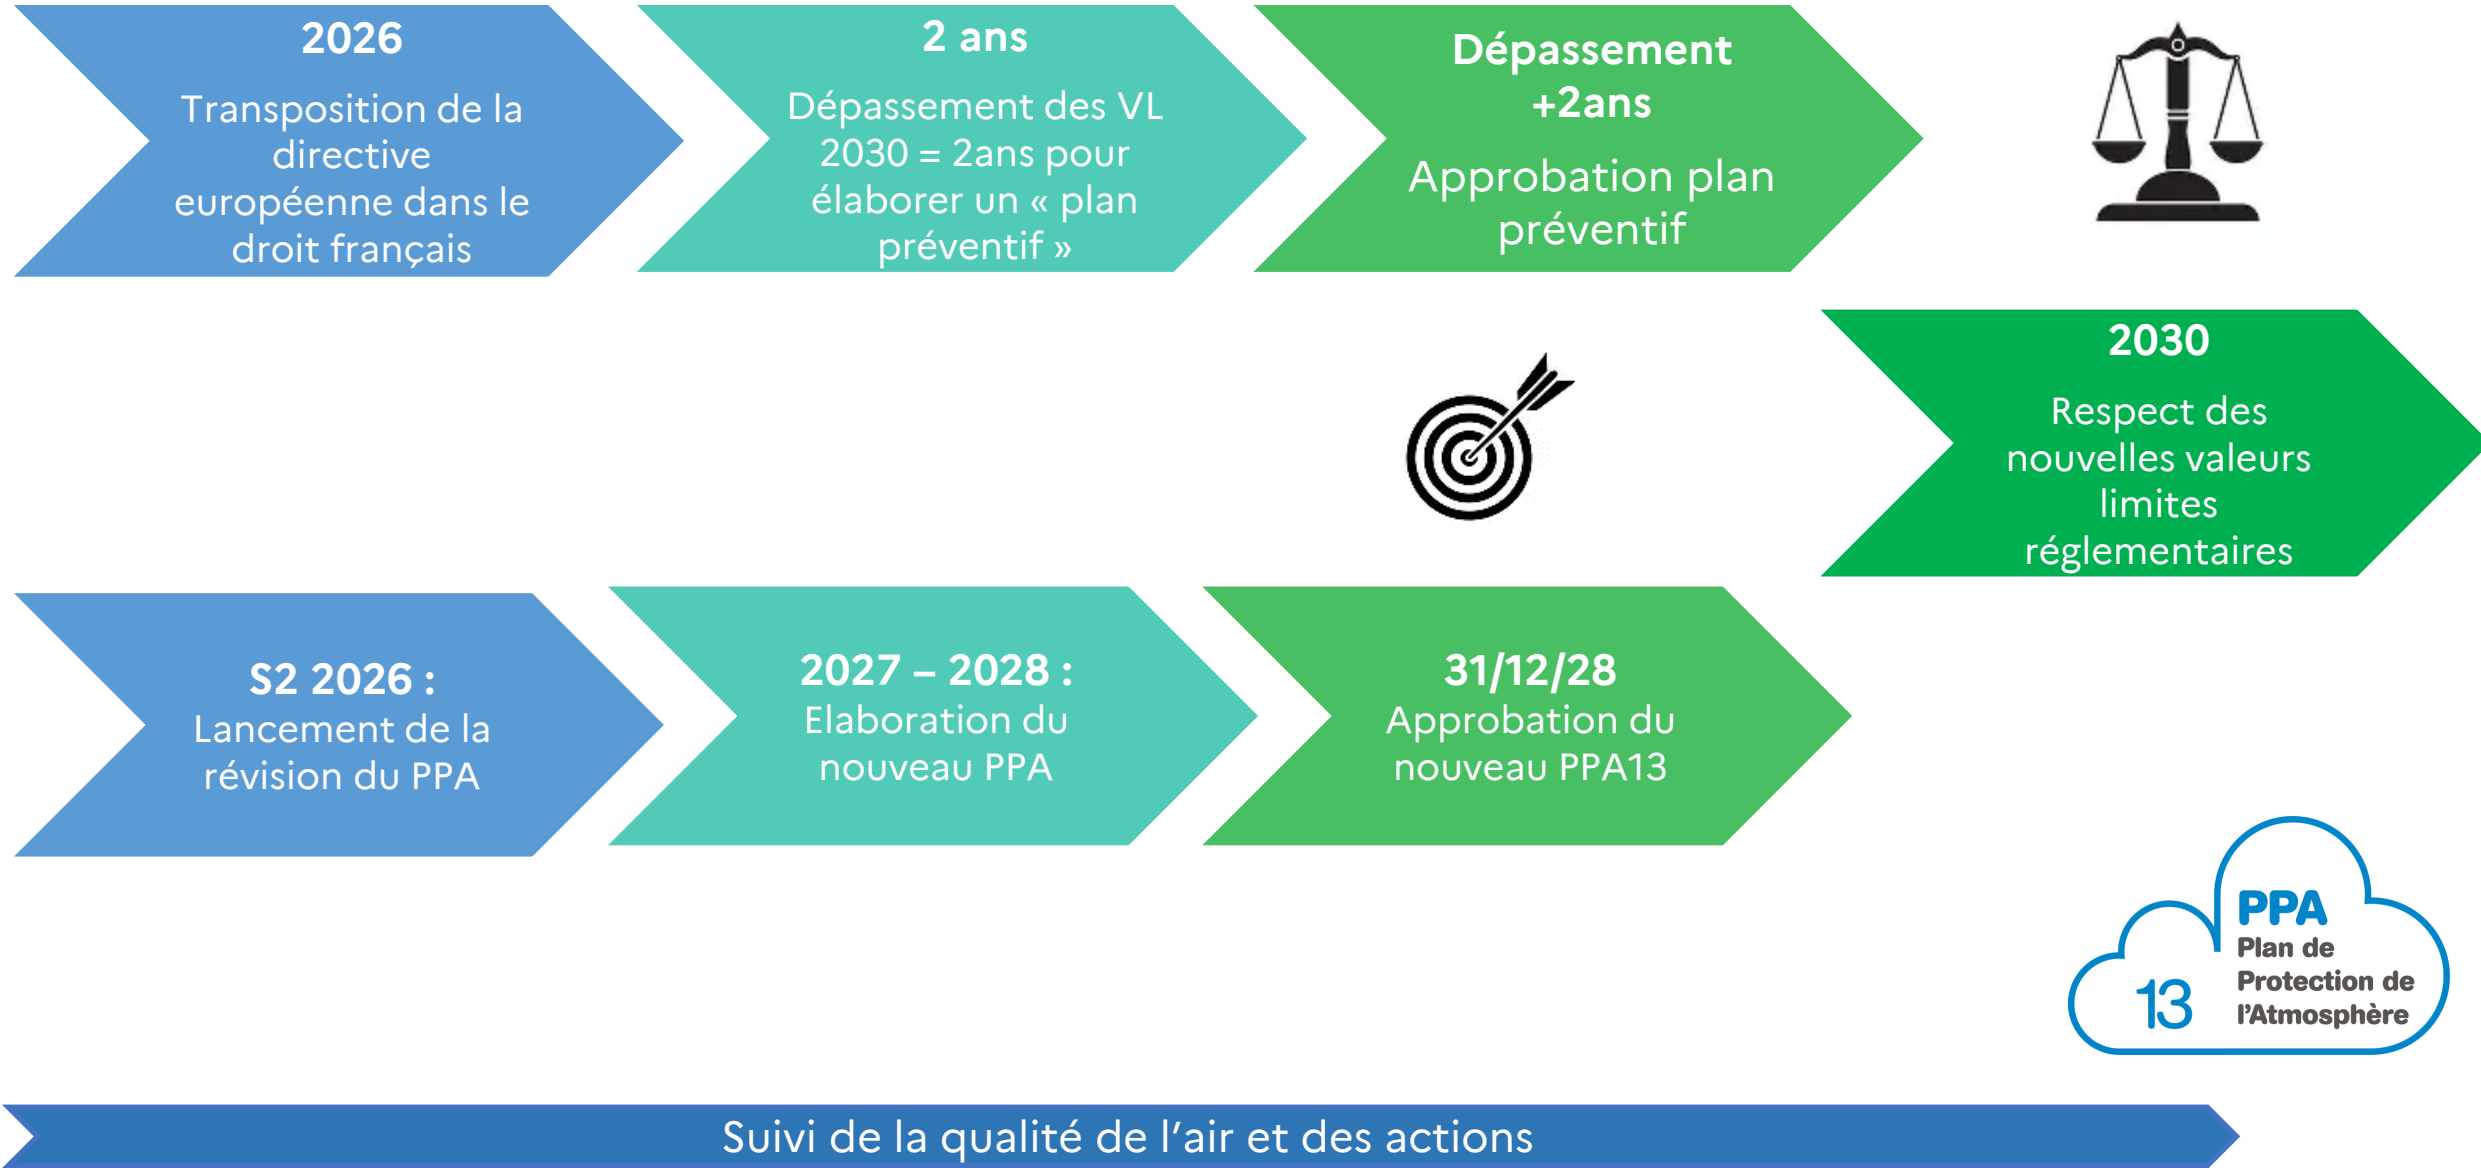 2026
Transposition de la
directive
européenne dans le
droit français
2 ans
Dépassement des VL
2030 = 2ans pour
élaborer un « plan
préventif »
Dépassement
+2ans
Approbation plan
préventif
2030
Respect des
nouvelles valeurs
limites
réglementaires
S2 2026 :
Lancement de la
révision du PPA
2027 – 2028 :
Elaboration du
nouveau PPA
31/12/28
Approbation du
nouveau PPA13
PPA
Plan de
Protection de
l'Atmosphère
13
Suivi de la qualité de l'air et des actions